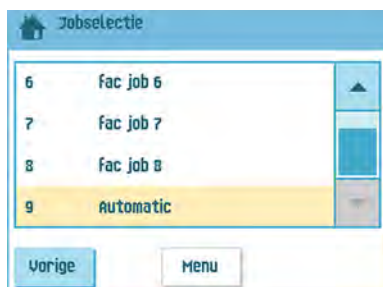 Jobselectie
6 fac job 6
7 fac job 7
8 fac job 8
9 Automatic
Vorige Menu